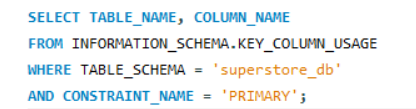 SELECT TABLE_NAME, COLUMN_NAME
FROM INFORMATION_SCHEMA.KEY_COLUMN_USAGE
WHERE TABLE_SCHEMA = 'superstore_db'
AND CONSTRAINT_NAME = 'PRIMARY';